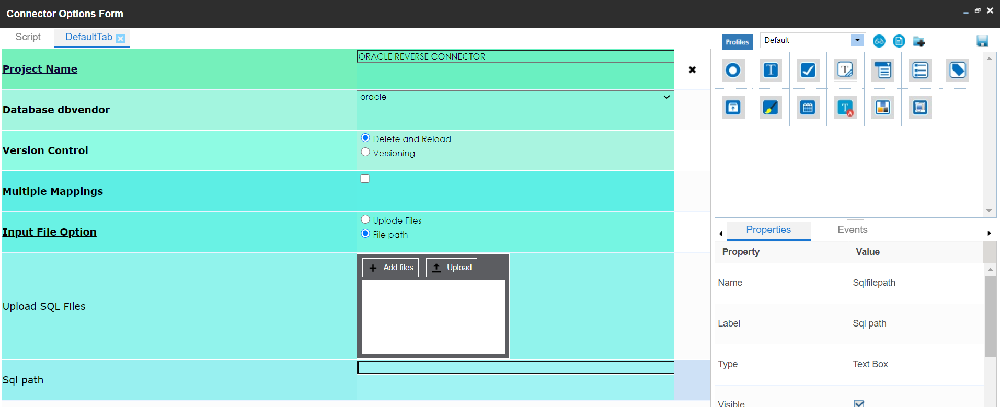 Connector Options Form
Script
DefaultTab
Project Name
ORACLE REVERSE CONNECTOR
Database dbvendor
oracle
Version Control
Delete and Reload
Versioning
Multiple Mappings
Input File Option
Uplode Files
File path
Upload SQL Files
Add files
Upload
Sql path
Profiles
Default
T
T
T
A
Properties
Events
Property
Value
Name
Sqlfilepath
Label
Sql path
Type
Text Box
Visible